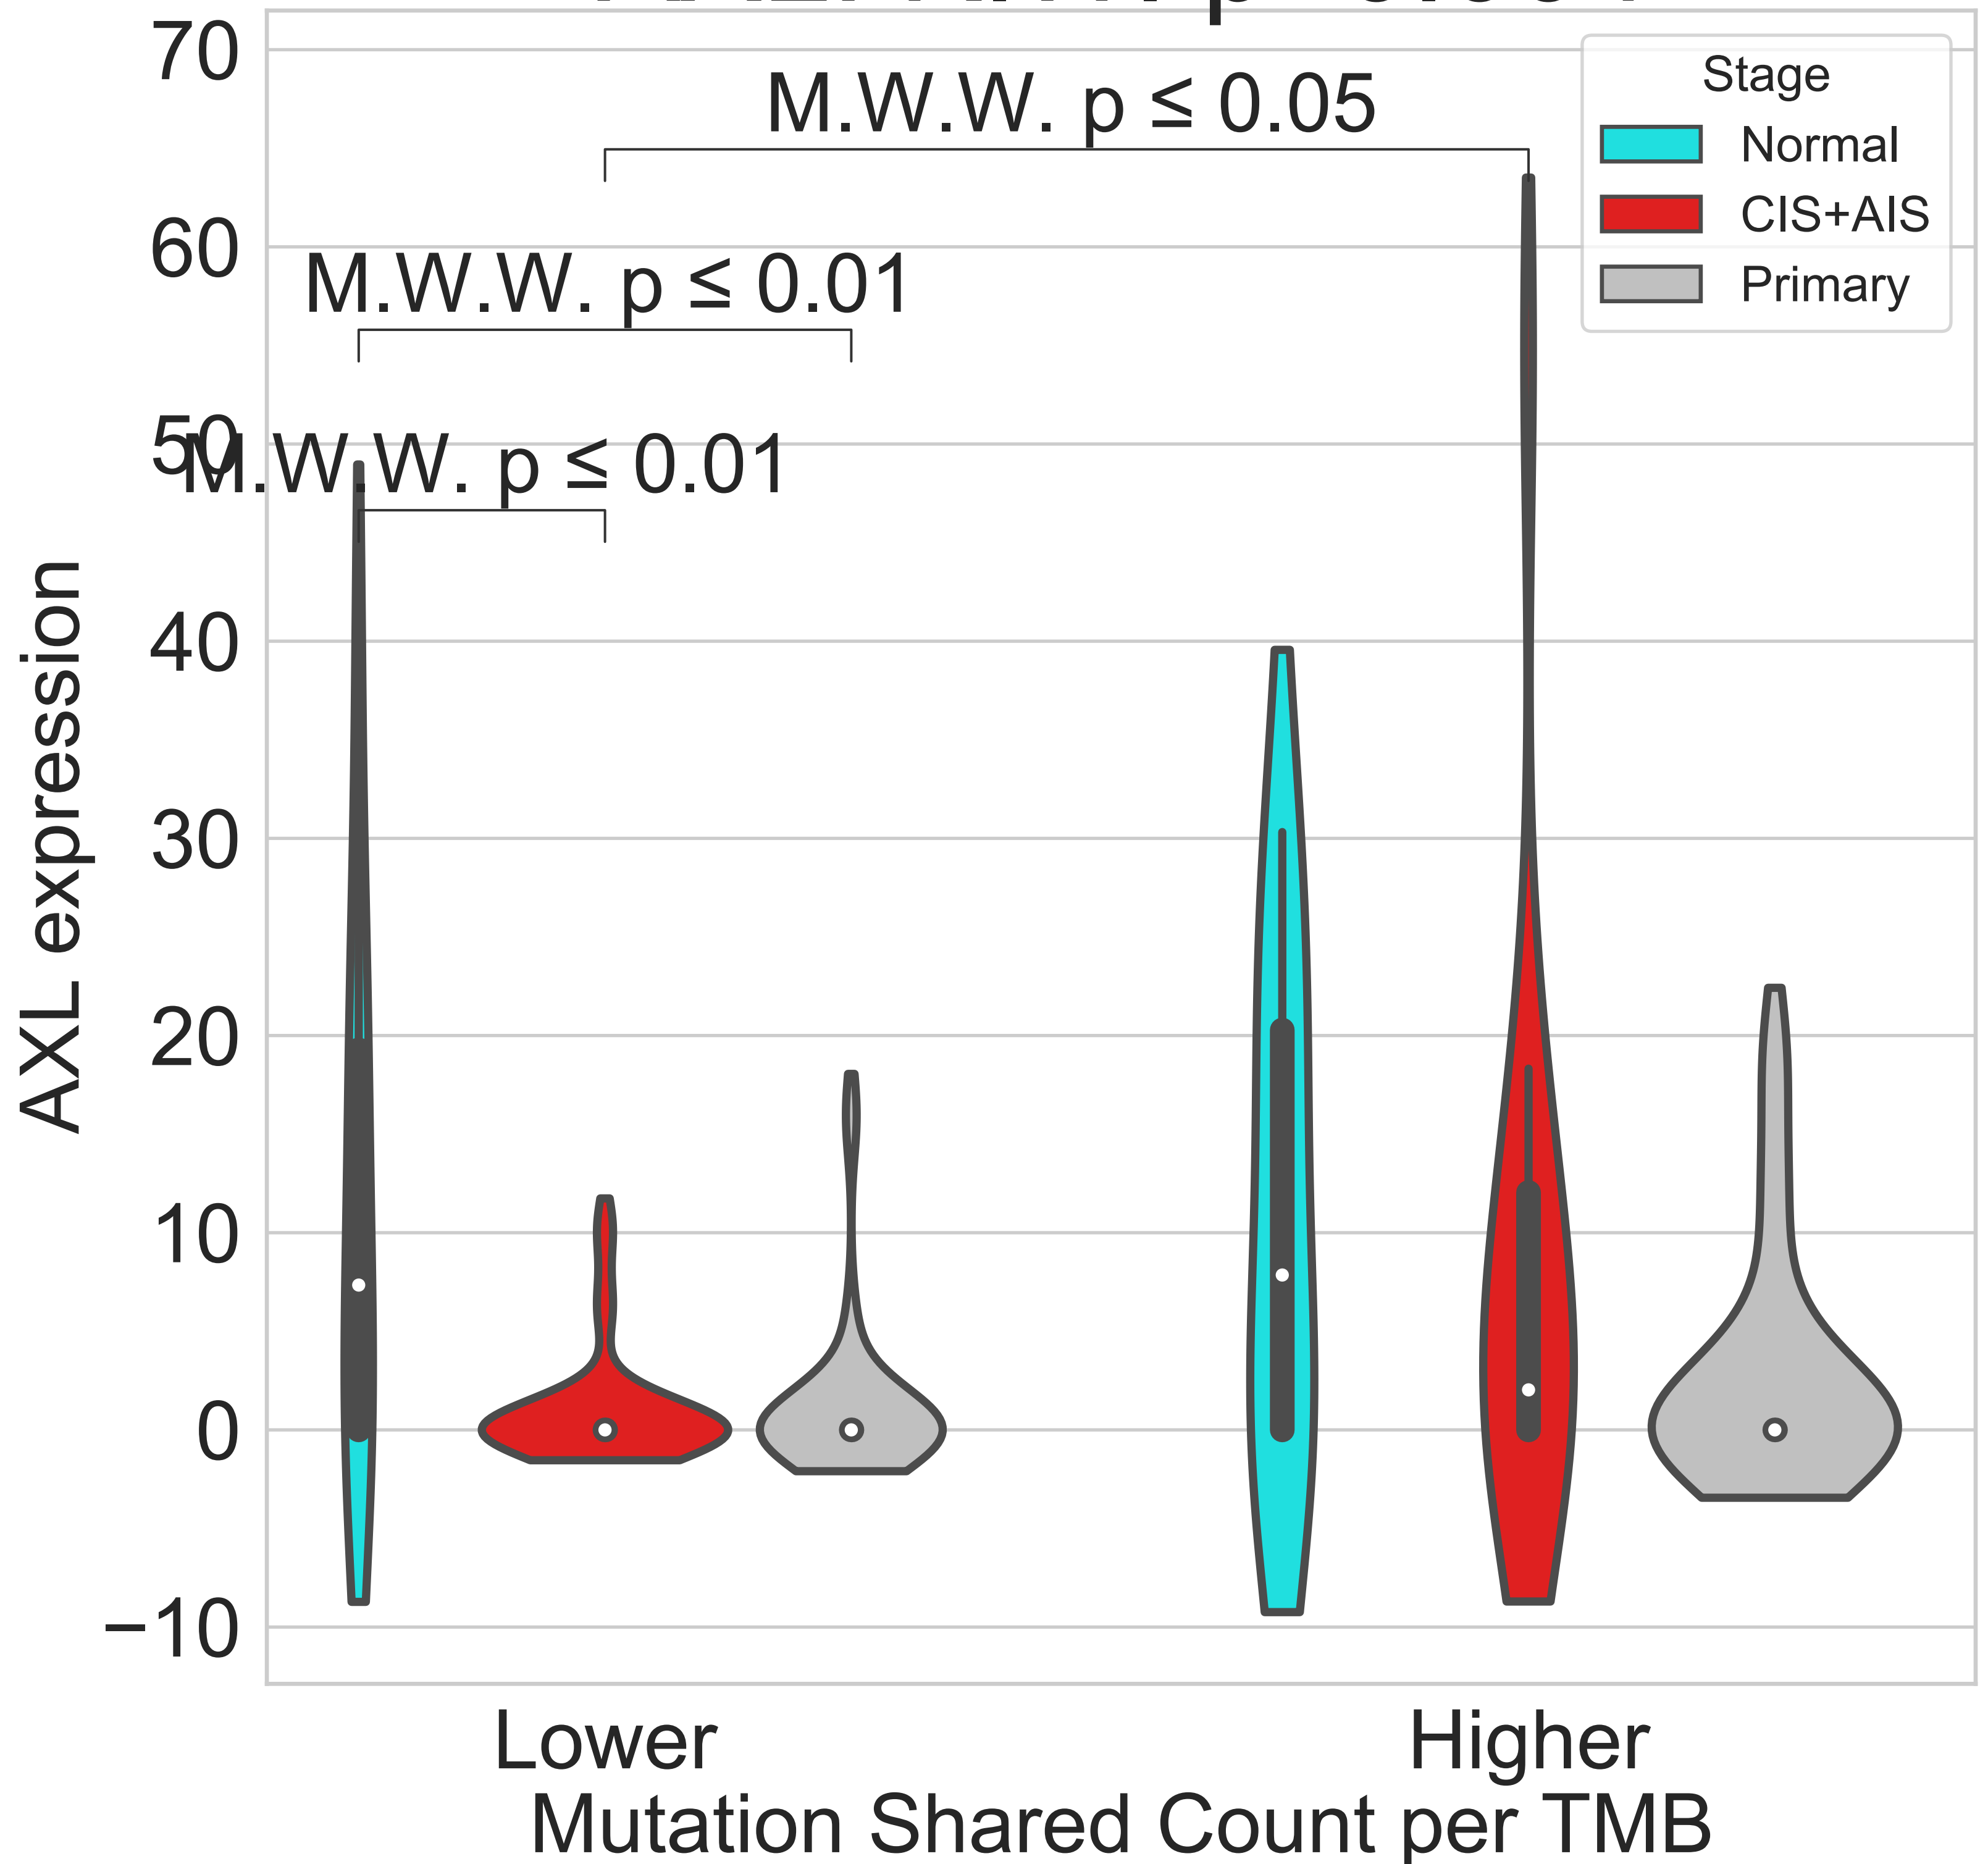 70
60
50
40
30
20
10
0
−10
AXL expression
M.W.W. p ≤ 0.05
M.W.W. p ≤ 0.01
M.W.W. p ≤ 0.01
Stage
Normal
CIS+AIS
Primary
Lower
Higher
Mutation Shared Count per TMB